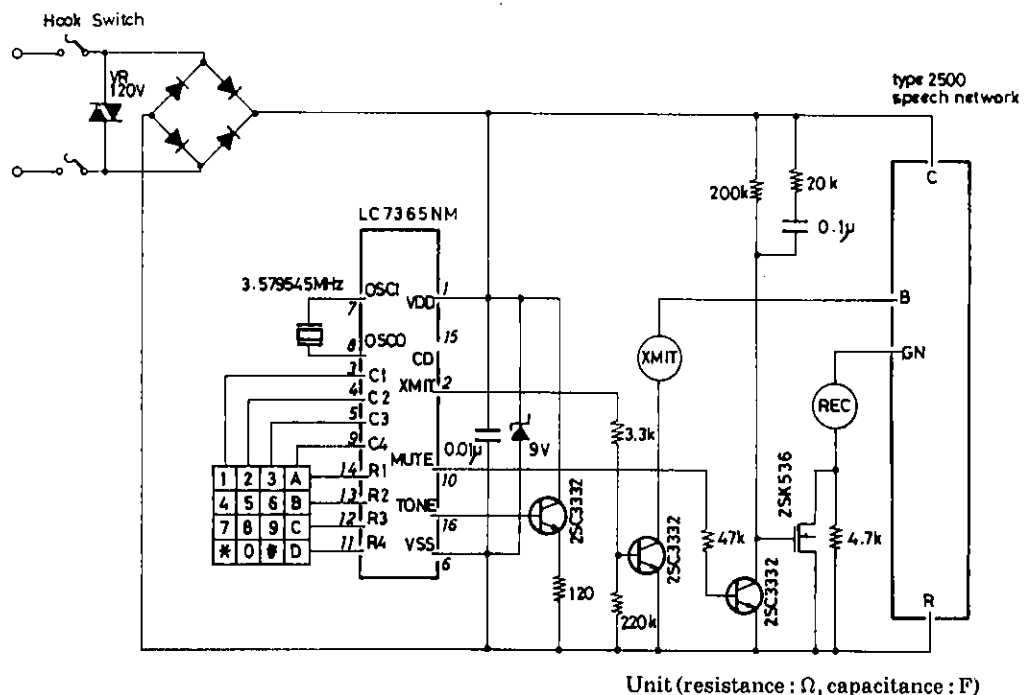 Hook Switch
VR
120V
type 2500
speech network
C
200k
20k
0.1μ
LC7365NM
3.579545MHz
OSCI
7
VDD
1
15
OSCO
8
CD
B
XMIT
GN
3
C1
XMIT
2
4
C2
5
C3
REC
9
C4
3.3k
0.01μ
9V
MUTE
10
14
R1
13
R2
12
R3
11
R4
TONE
16
VSS
6
1 2 3 A
4 5 6 B
7 8 9 C
* 0 # D
2SC3332
2SC3332
47k
2SC3332
2SK536
4.7k
120
220k
R
Unit (resistance : Ω, capacitance : F)